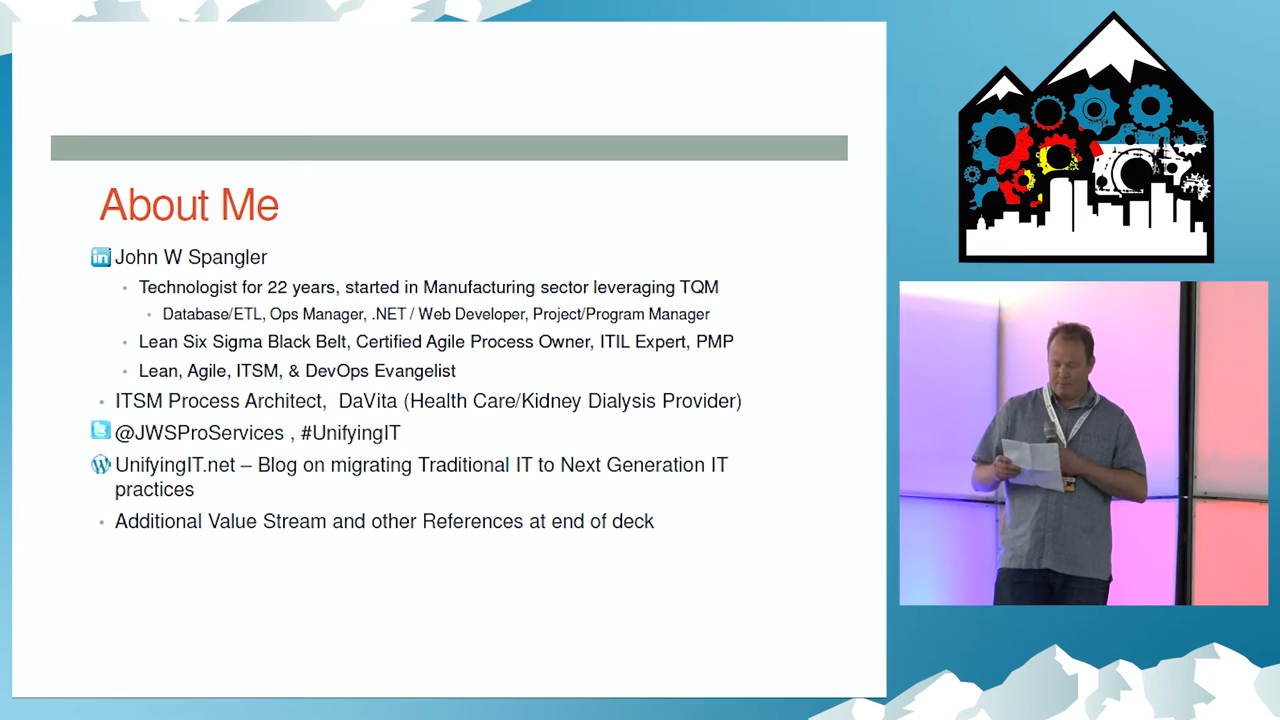 About Me
John W Spangler
Technologist for 22 years, started in Manufacturing sector leveraging TQM
Database/ETL, Ops Manager, .NET / Web Developer, Project/Program Manager
Lean Six Sigma Black Belt, Certified Agile Process Owner, ITIL Expert, PMP
Lean, Agile, ITSM, & DevOps Evangelist
ITSM Process Architect, DaVita (Health Care/Kidney Dialysis Provider)
@JWSProServices , #UnifyingIT
UnifyingIT.net – Blog on migrating Traditional IT to Next Generation IT
practices
Additional Value Stream and other References at end of deck